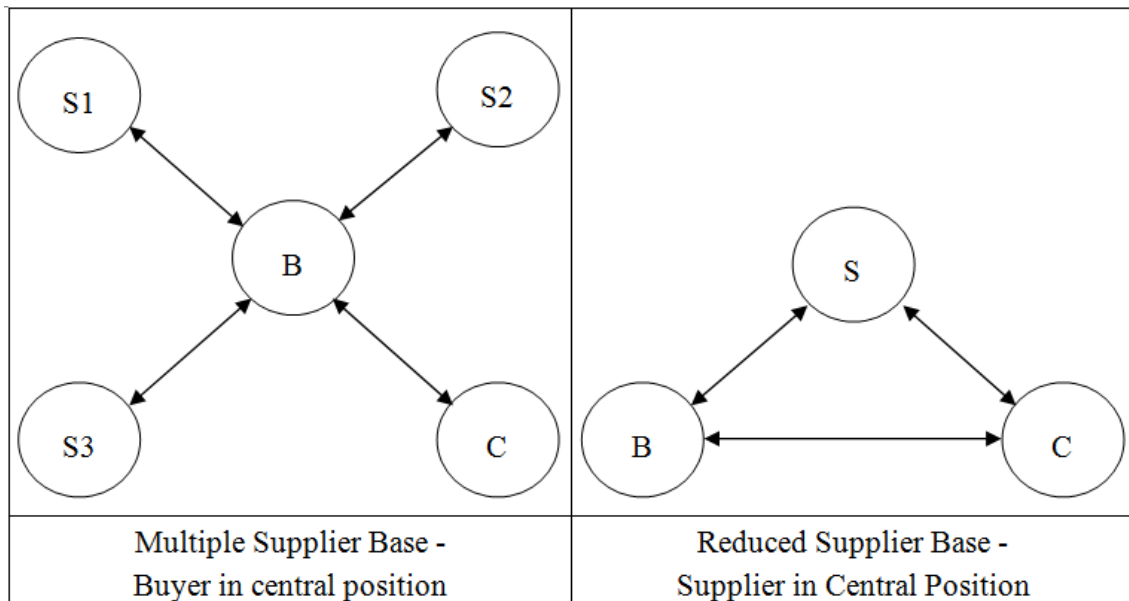 S1
S2
B
S3
C
S
B
C
Multiple Supplier Base -
Buyer in central position
Reduced Supplier Base -
Supplier in Central Position